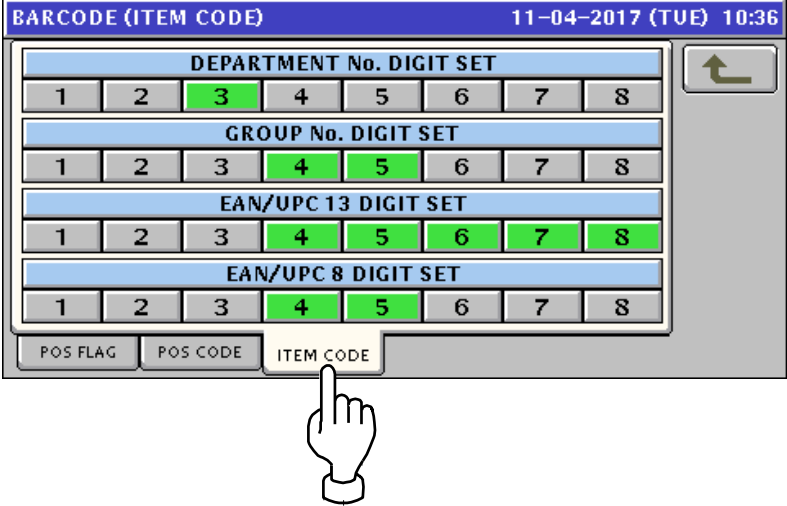 BARCODE (ITEM CODE) 11-04-2017 (TUE) 10:36
DEPARTMENT No. DIGIT SET
1 2 3 4 5 6 7 8
GROUP No. DIGIT SET
1 2 3 4 5 6 7 8
EAN/UPC 13 DIGIT SET
1 2 3 4 5 6 7 8
EAN/UPC 8 DIGIT SET
1 2 3 4 5 6 7 8
POS FLAG POS CODE ITEM CODE